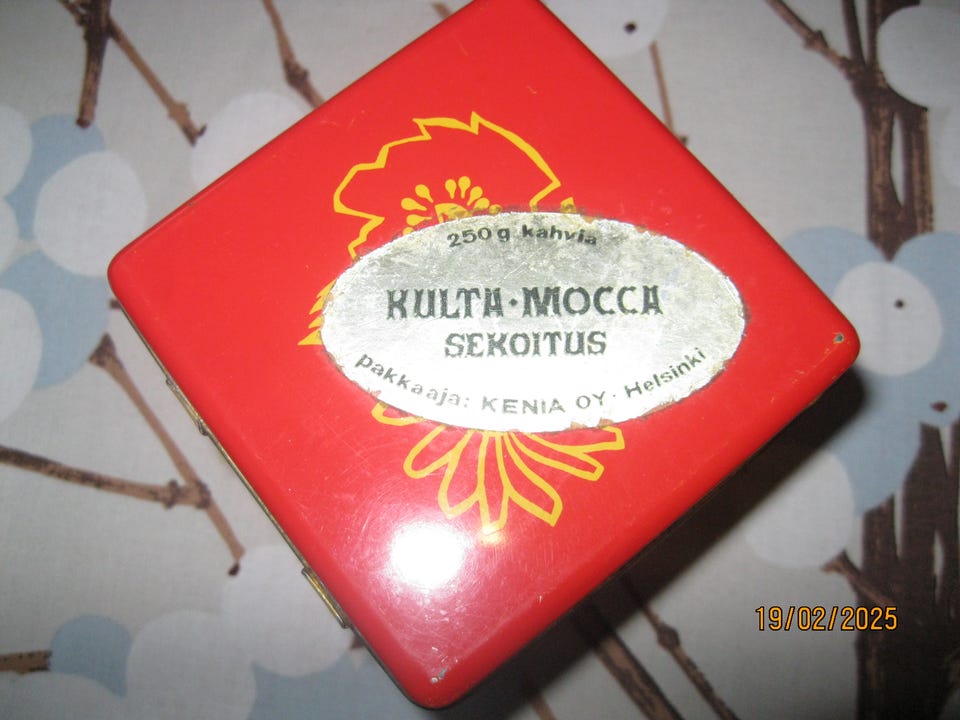 250 g kahvia
KULTA·MOCCA
SEKOITUS
pakkaaja: KENIA OY· Helsinki
19/02/2025